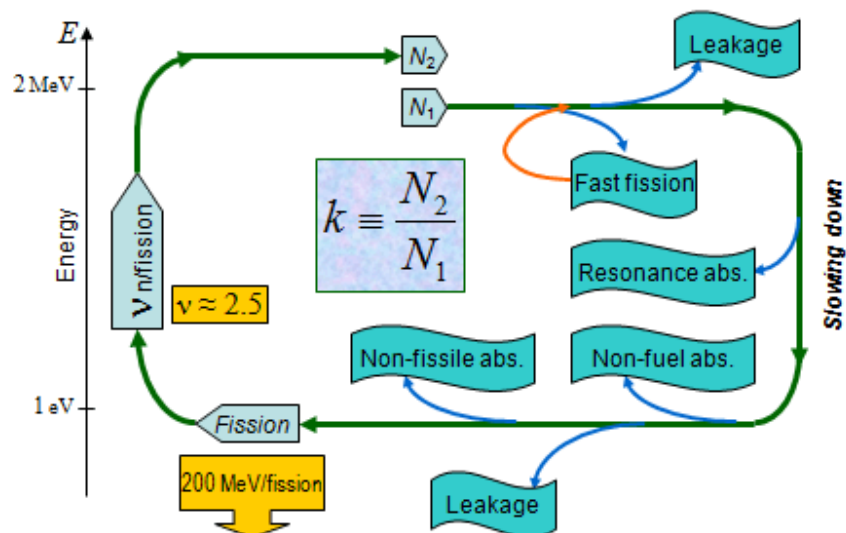 E
2 MeV
N₂
Leakage
N₁
Fast fission
k ≡ N₂/N₁
Energy
ν n/fission
ν ≈ 2.5
Resonance abs.
Slowing down
Non-fissile abs.
Non-fuel abs.
1 eV
Fission
200 MeV/fission
Leakage